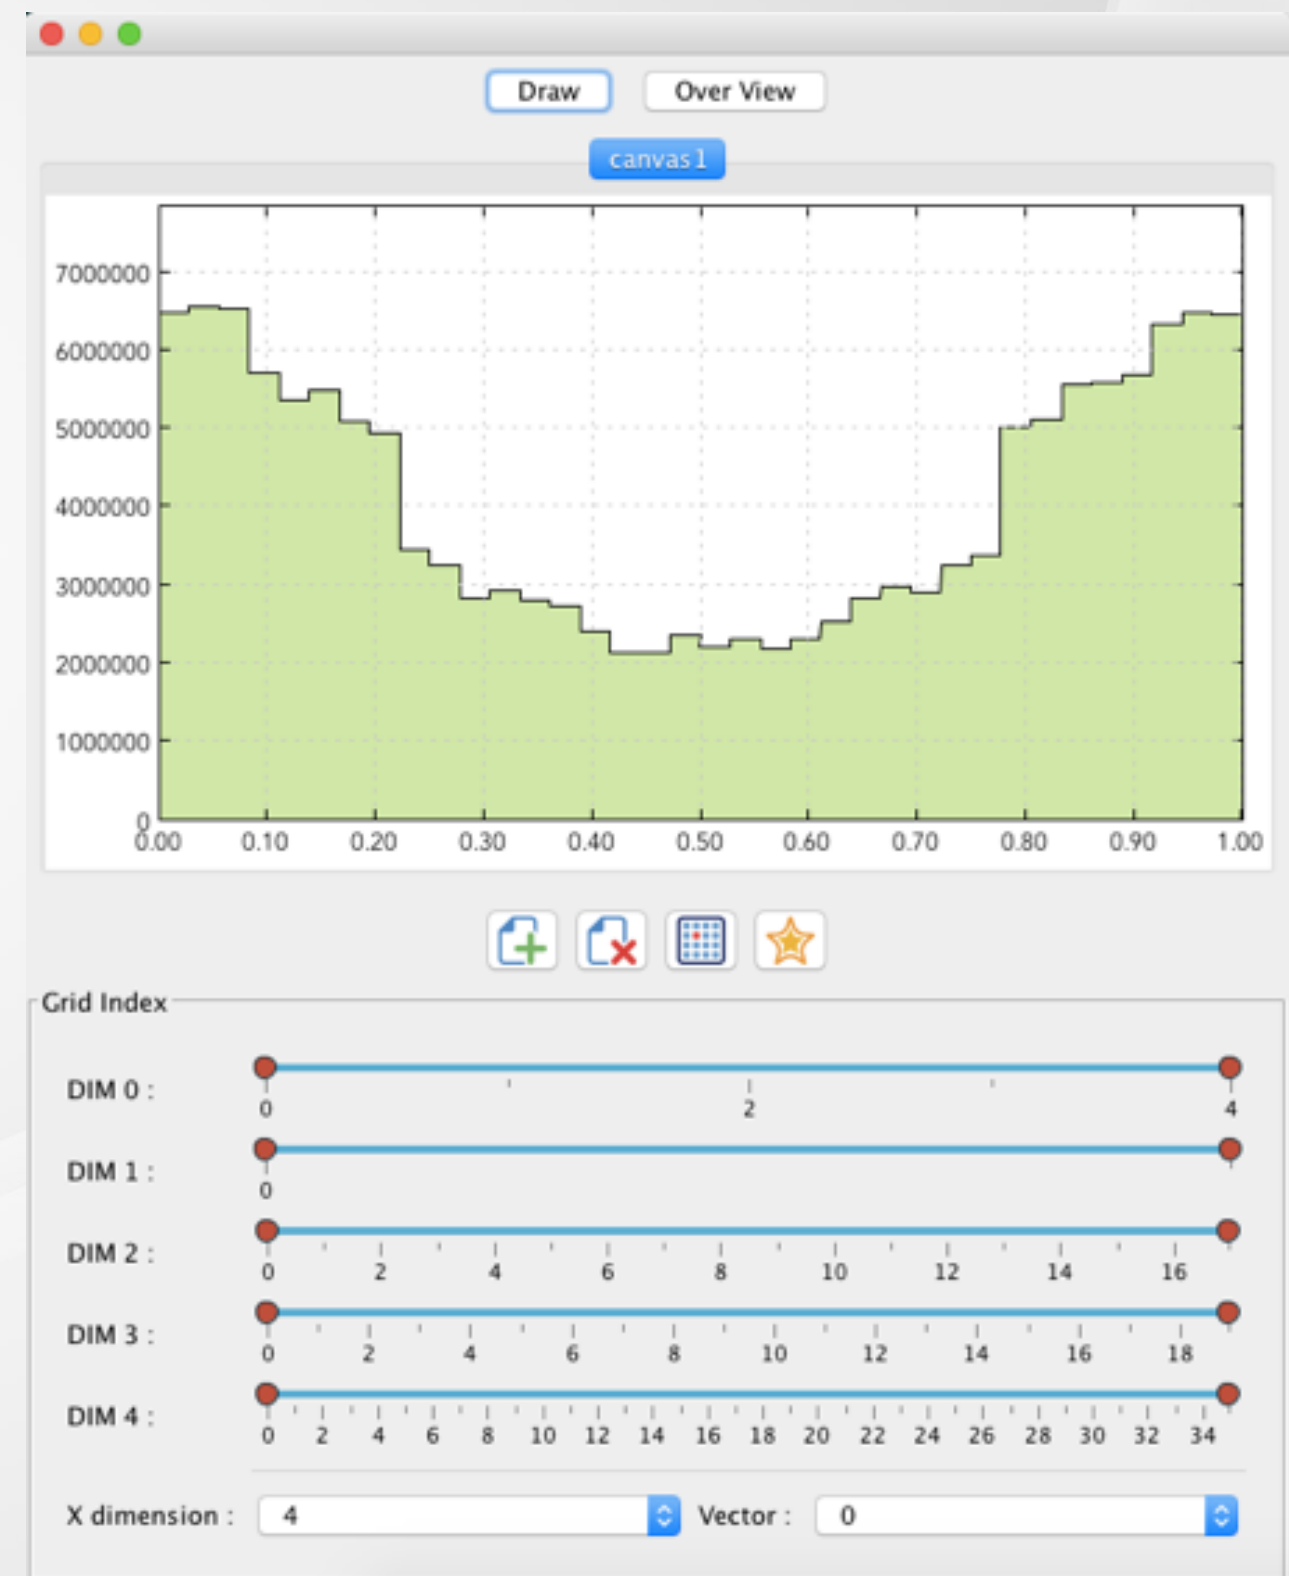 Draw Over View
canvas1
7000000
6000000
5000000
4000000
3000000
2000000
1000000
0
0.00 0.10 0.20 0.30 0.40 0.50 0.60 0.70 0.80 0.90 1.00
Grid Index
DIM 0 :
0 2 4
DIM 1 :
0
DIM 2 :
0 2 4 6 8 10 12 14 16
DIM 3 :
0 2 4 6 8 10 12 14 16 18
DIM 4 :
0 2 4 6 8 10 12 14 16 18 20 22 24 26 28 30 32 34
X dimension : 4 Vector : 0